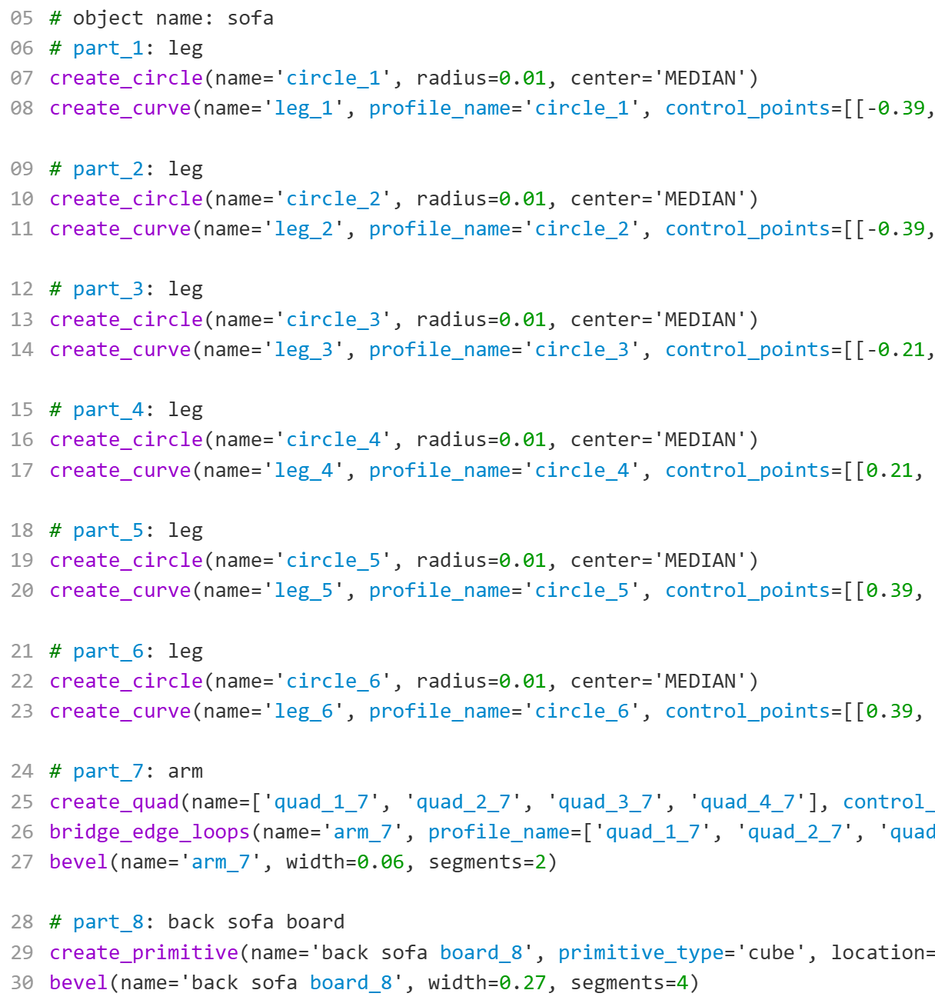 05 # object name: sofa
06 # part_1: leg
07 create_circle(name='circle_1', radius=0.01, center='MEDIAN')
08 create_curve(name='leg_1', profile_name='circle_1', control_points=[[-0.39,
09 # part_2: leg
10 create_circle(name='circle_2', radius=0.01, center='MEDIAN')
11 create_curve(name='leg_2', profile_name='circle_2', control_points=[[-0.39,
12 # part_3: leg
13 create_circle(name='circle_3', radius=0.01, center='MEDIAN')
14 create_curve(name='leg_3', profile_name='circle_3', control_points=[[-0.21,
15 # part_4: leg
16 create_circle(name='circle_4', radius=0.01, center='MEDIAN')
17 create_curve(name='leg_4', profile_name='circle_4', control_points=[[0.21,
18 # part_5: leg
19 create_circle(name='circle_5', radius=0.01, center='MEDIAN')
20 create_curve(name='leg_5', profile_name='circle_5', control_points=[[0.39,
21 # part_6: leg
22 create_circle(name='circle_6', radius=0.01, center='MEDIAN')
23 create_curve(name='leg_6', profile_name='circle_6', control_points=[[0.39,
24 # part_7: arm
25 create_quad(name=['quad_1_7', 'quad_2_7', 'quad_3_7', 'quad_4_7'], control_
26 bridge_edge_loops(name='arm_7', profile_name=['quad_1_7', 'quad_2_7', 'quad
27 bevel(name='arm_7', width=0.06, segments=2)
28 # part_8: back sofa board
29 create_primitive(name='back sofa board_8', primitive_type='cube', location=
30 bevel(name='back sofa board_8', width=0.27, segments=4)